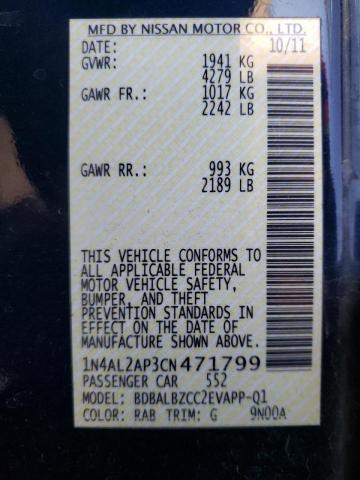 MFD BY NISSAN MOTOR CO., LTD.
DATE: 10/11
GVWR: 1941 KG
4279 LB
GAWR FR.: 1017 KG
2242 LB
GAWR RR.: 993 KG
2189 LB
THIS VEHICLE CONFORMS TO
ALL APPLICABLE FEDERAL
MOTOR VEHICLE SAFETY,
BUMPER, AND THEFT
PREVENTION STANDARDS IN
EFFECT ON THE DATE OF
MANUFACTURE SHOWN ABOVE.
1N4AL2AP3CN471799
PASSENGER CAR 552
MODEL: BDBALBZCC2EVAPP-Q1
COLOR: RAB TRIM: G 9N00A